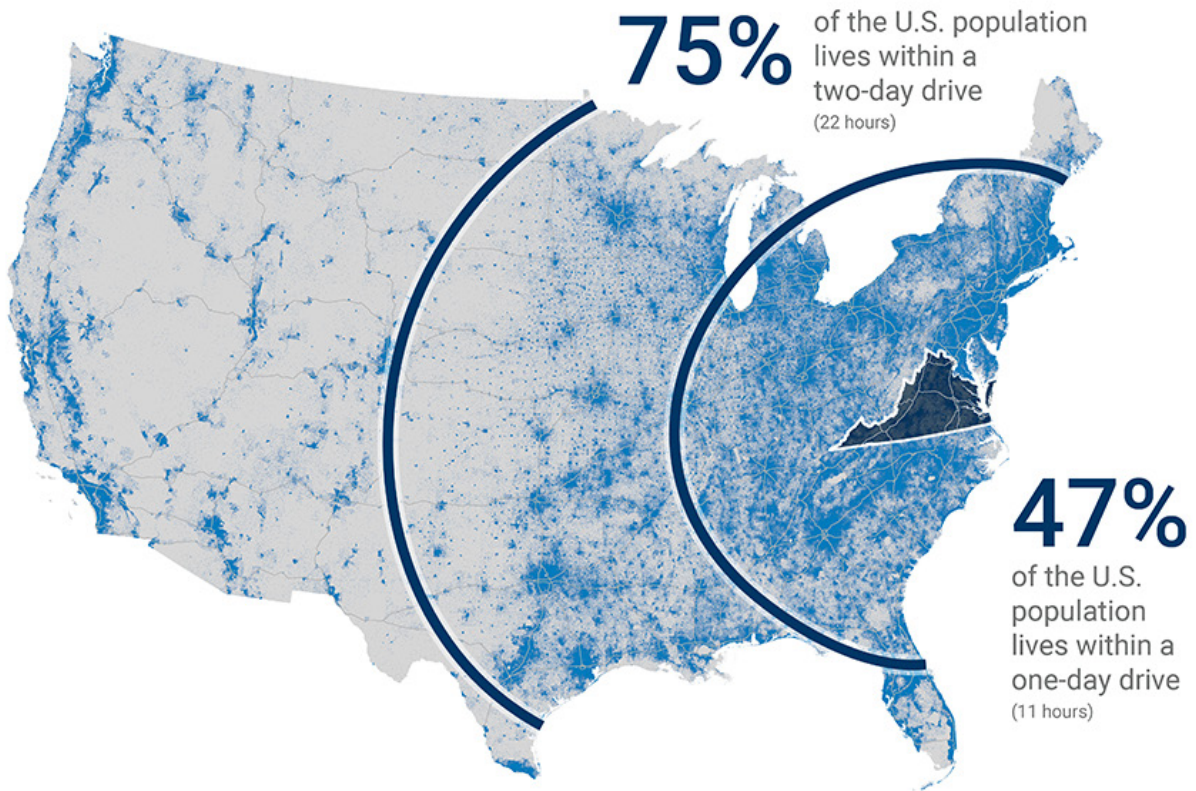 75%
of the U.S. population
lives within a
two-day drive
(22 hours)
47%
of the U.S.
population
lives within a
one-day drive
(11 hours)